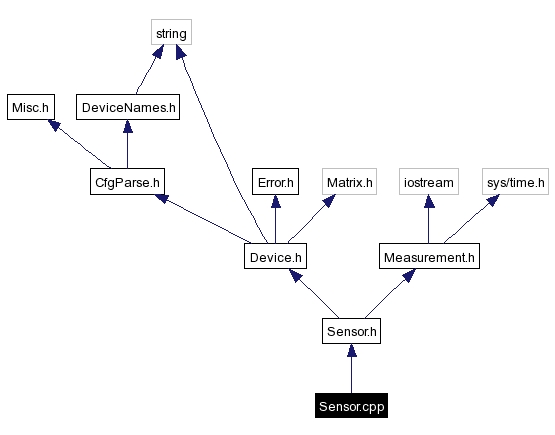 string
Misc.h
DeviceNames.h
CfgParse.h
Error.h
Matrix.h
iostream
sys/time.h
Device.h
Measurement.h
Sensor.h
Sensor.cpp